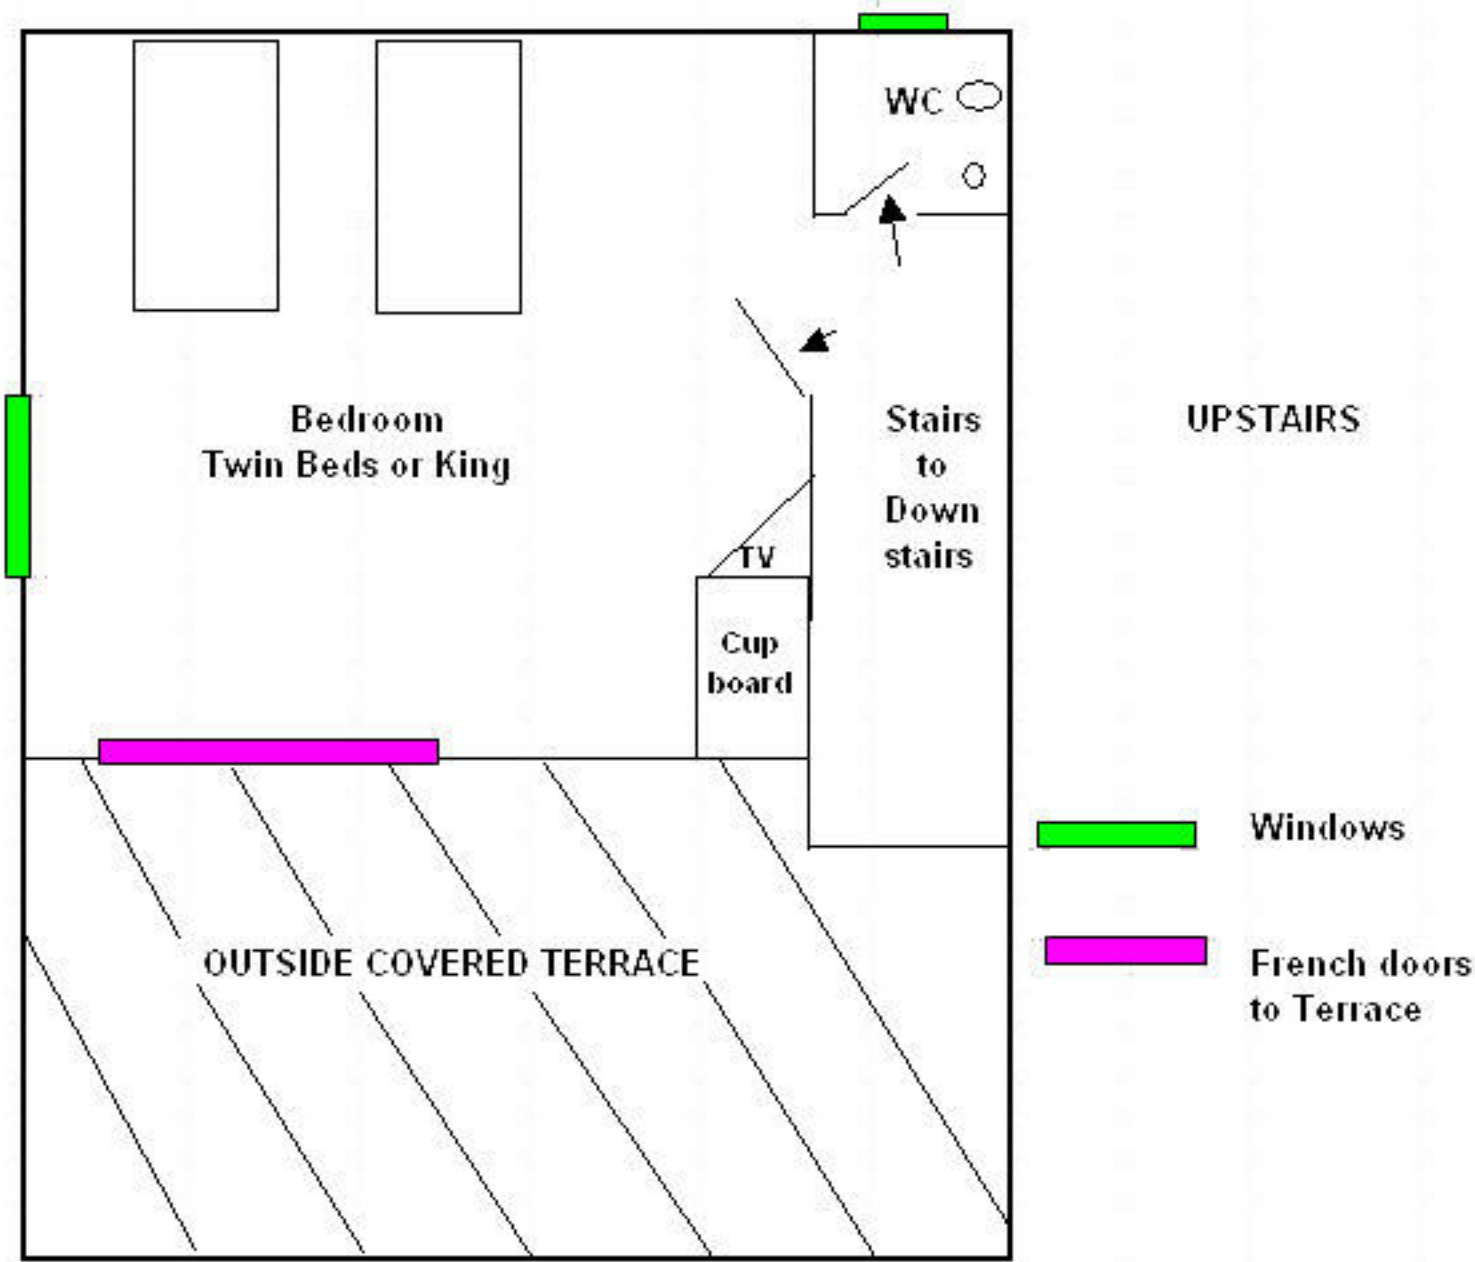 WC
Bedroom
Twin Beds or King
Stairs
to
Down
stairs
UPSTAIRS
TV
Cup
board
Windows
OUTSIDE COVERED TERRACE
French doors
to Terrace